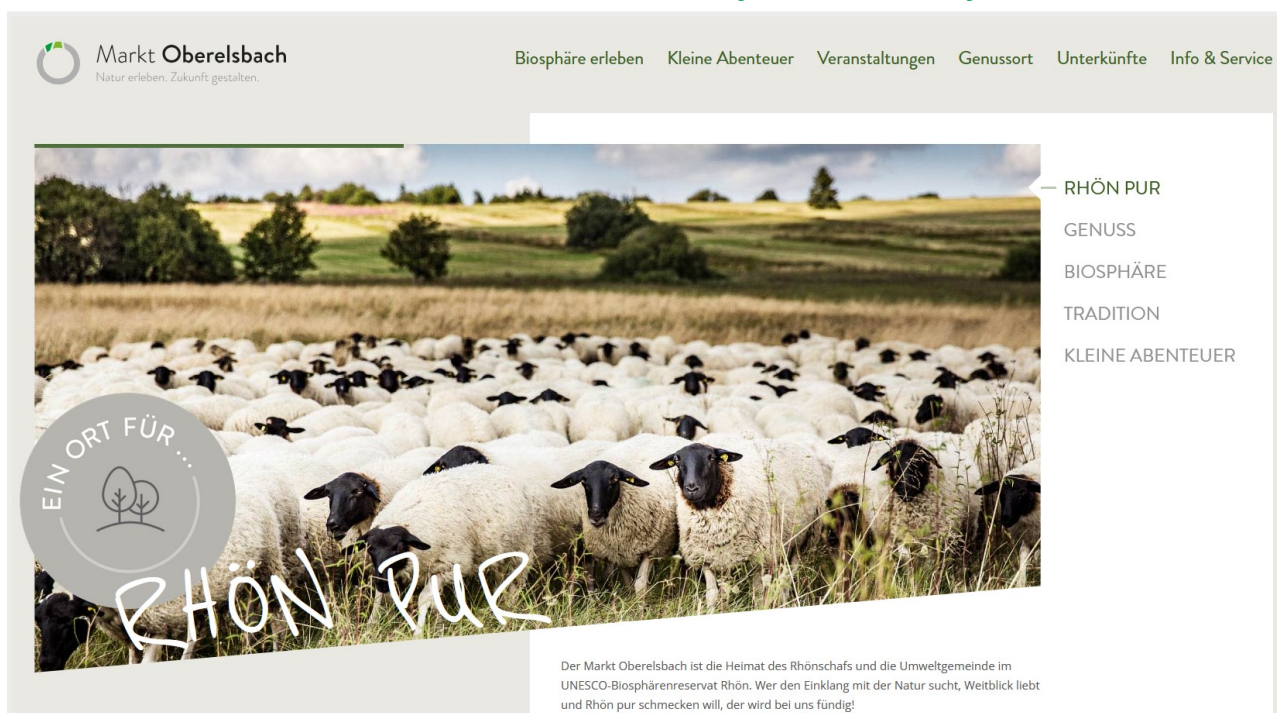 Markt Oberelsbach
Natur erleben. Zukunft gestalten.
Biosphäre erleben Kleine Abenteuer Veranstaltungen Genussort Unterkünfte Info & Service
RHÖN PUR
GENUSS
BIOSPHÄRE
TRADITION
KLEINE ABENTEUER
EIN ORT FÜR ...
RHÖN PUR
Der Markt Oberelsbach ist die Heimat des Rhönschafs und die Umweltgemeinde im
UNESCO-Biosphärenreservat Rhön. Wer den Einklang mit der Natur sucht, Weitblick liebt
und Rhön pur schmecken will, der wird bei uns fündig!